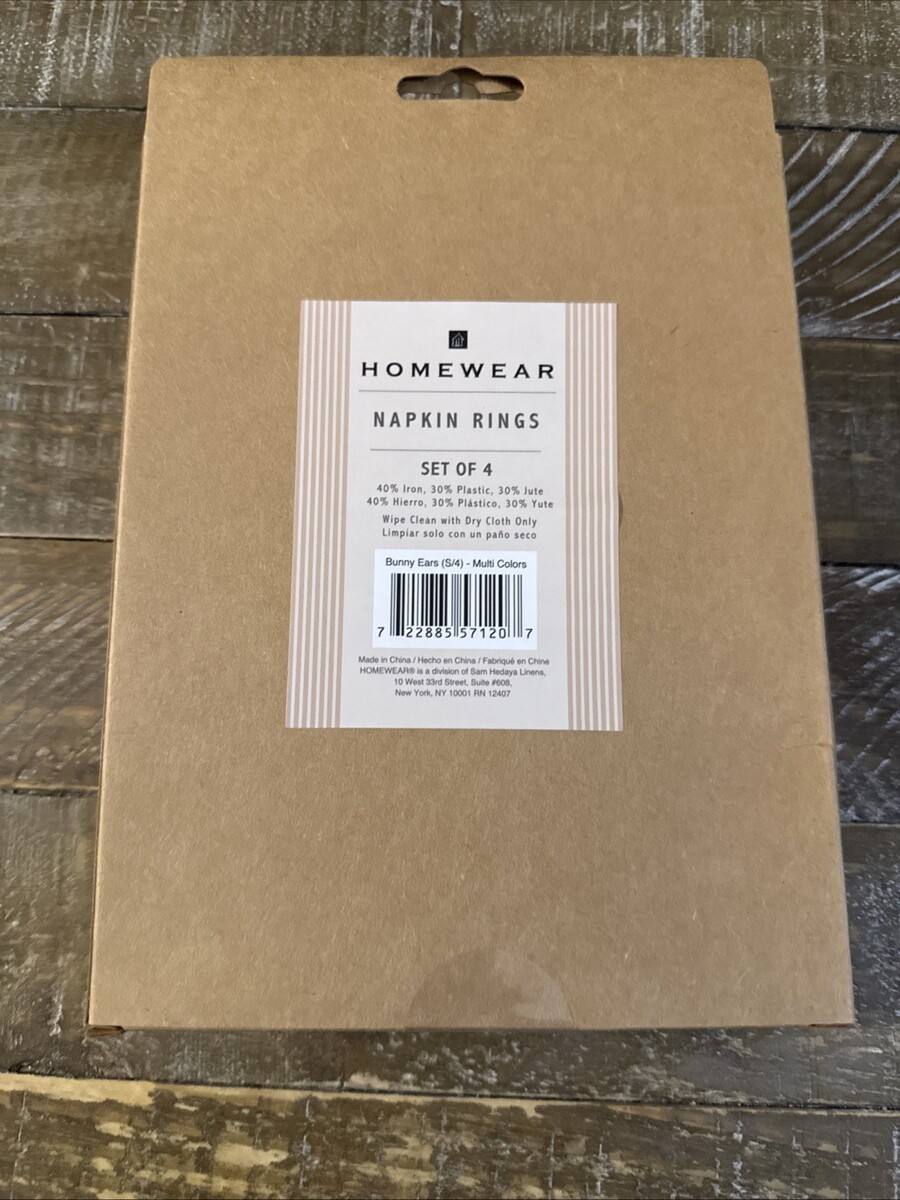 HOMEWEAR
NAPKIN RINGS
SET OF 4
40% Iron, 30% Plastic, 30% Jute
40% Hierro, 30% Plástico, 30% Yute
Wipe Clean with Dry Cloth Only
Limpiar solo con un paño seco
Bunny Ears (S/4) - Multi Colors
7 22885 57120 7
Made in China / Hecho en China / Fabriqué en Chine
HOMEWEAR® is a division of Sam Hedaya Linens,
10 West 33rd Street, Suite #608,
New York, NY 10001 RN 12407